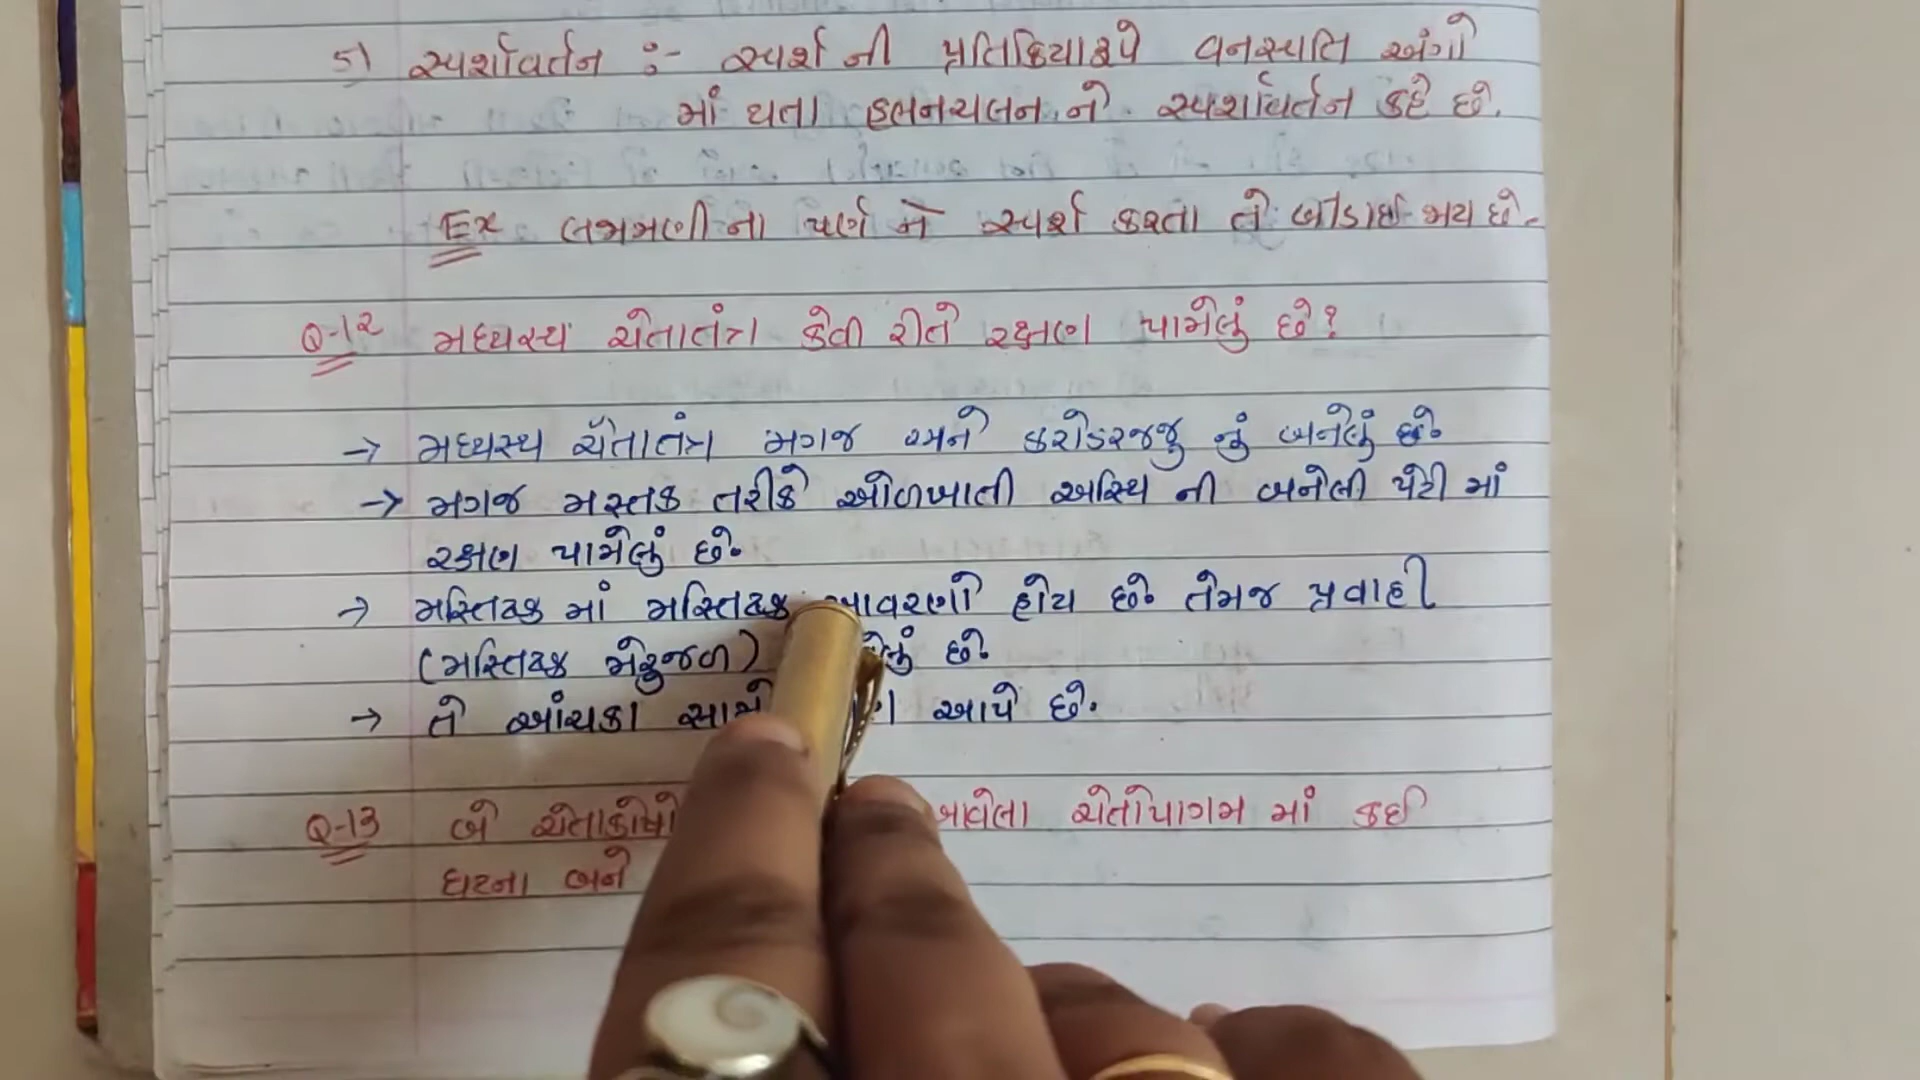 5) સ્પર્શાવર્તન :- સ્પર્શ ની પ્રતિક્રિયારૂપે વનસ્પતિ અંગો
માં થતા હલનચલન ને સ્પર્શાવર્તન કહે છે.
Ex લજામણીના પર્ણ ને સ્પર્શ કરતા તે બીડાઈ જાય છે.
Q-12 મધ્યસ્થ ચેતાતંત્ર કેવી રીતે રક્ષણ પામેલું છે?
→ મધ્યસ્થ ચેતાતંત્ર મગજ અને કરોડરજ્જુ નું બનેલું છે.
→ મગજ મસ્તક તરીકે ઓળખાતી અસ્થિ ની બનેલી પેટી માં
રક્ષણ પામેલું છે.
→ મસ્તિષ્ક માં મસ્તિષ્ક આવરણો હોય છે. તેમજ પ્રવાહી
(મસ્તિષ્ક મેરુજળ) છે.
→ તે આંચકા સામે આપે છે.
Q-13 બે ચેતાકોષો આવેલા ચેતોપાગમ માં કઈ
ઘટના બને